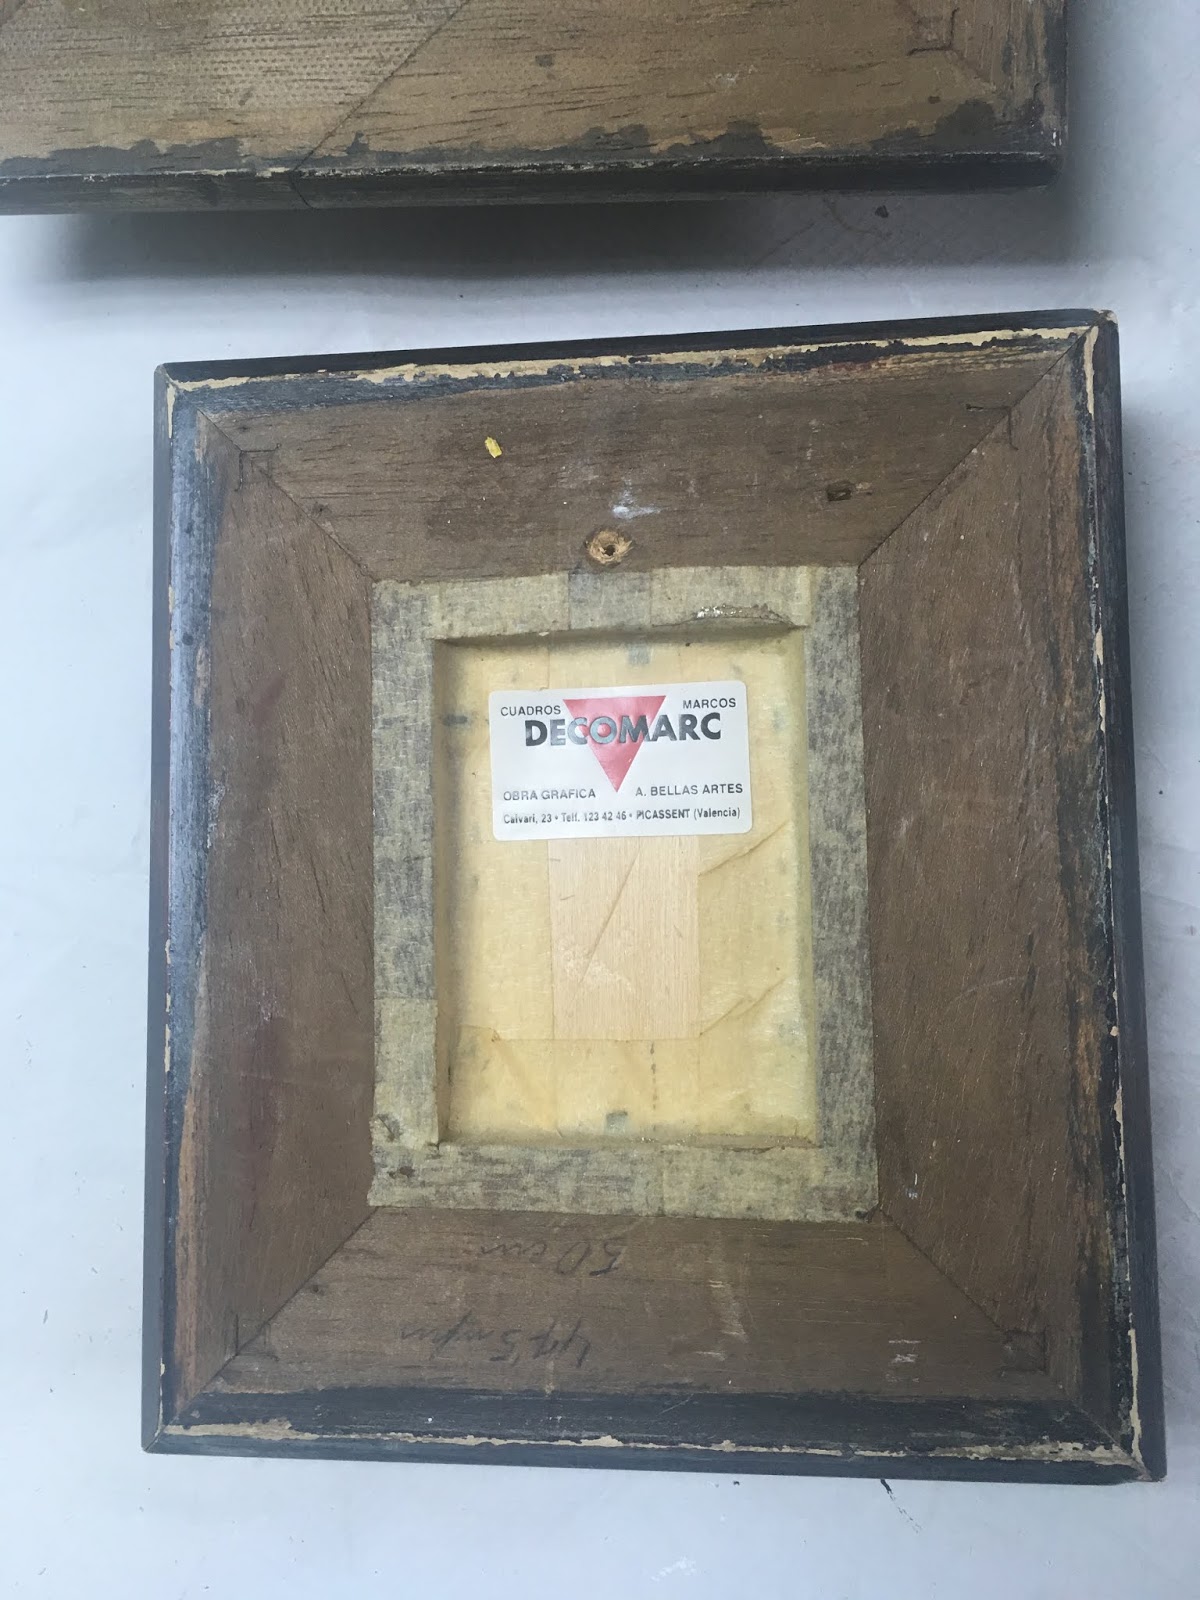 CUADROS MARCOS
DECOMARC
OBRA GRAFICA A. BELLAS ARTES
Calvari, 23 • Telf. 123 42 46 • PICASSENT (Valencia)
50 cm